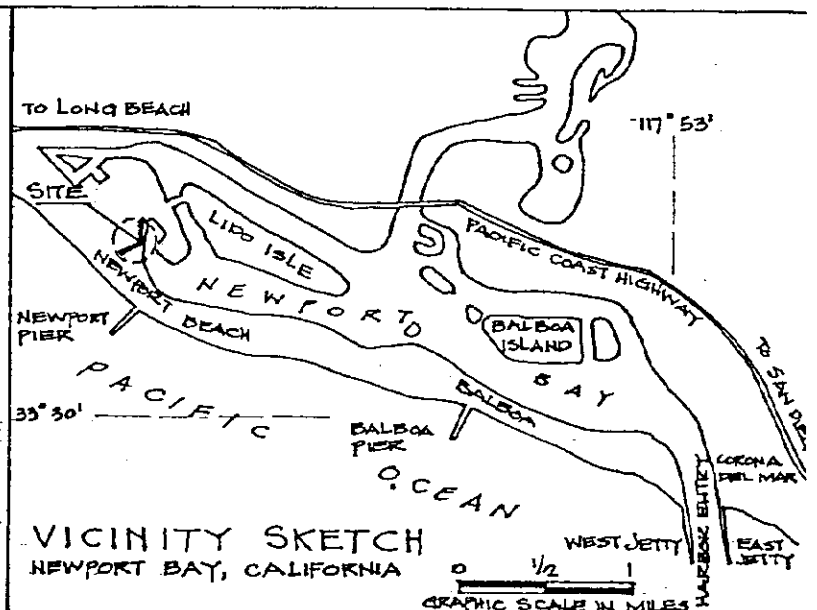 TO LONG BEACH
117° 53'
SITE
LIDO ISLE
PACIFIC COAST HIGHWAY
NEWPORT
BAY
NEWPORT BEACH
NEWPORT
PIER
BALBOA
ISLAND
TO SAN DIEGO
PACIFIC
OCEAN
33° 30'
BALBOA
BALBOA
PIER
CORONA
DEL MAR
HARBOR ENTRY
WEST JETTY
EAST
JETTY
VICINITY SKETCH
NEWPORT BAY, CALIFORNIA
0 1/2 1
GRAPHIC SCALE IN MILES